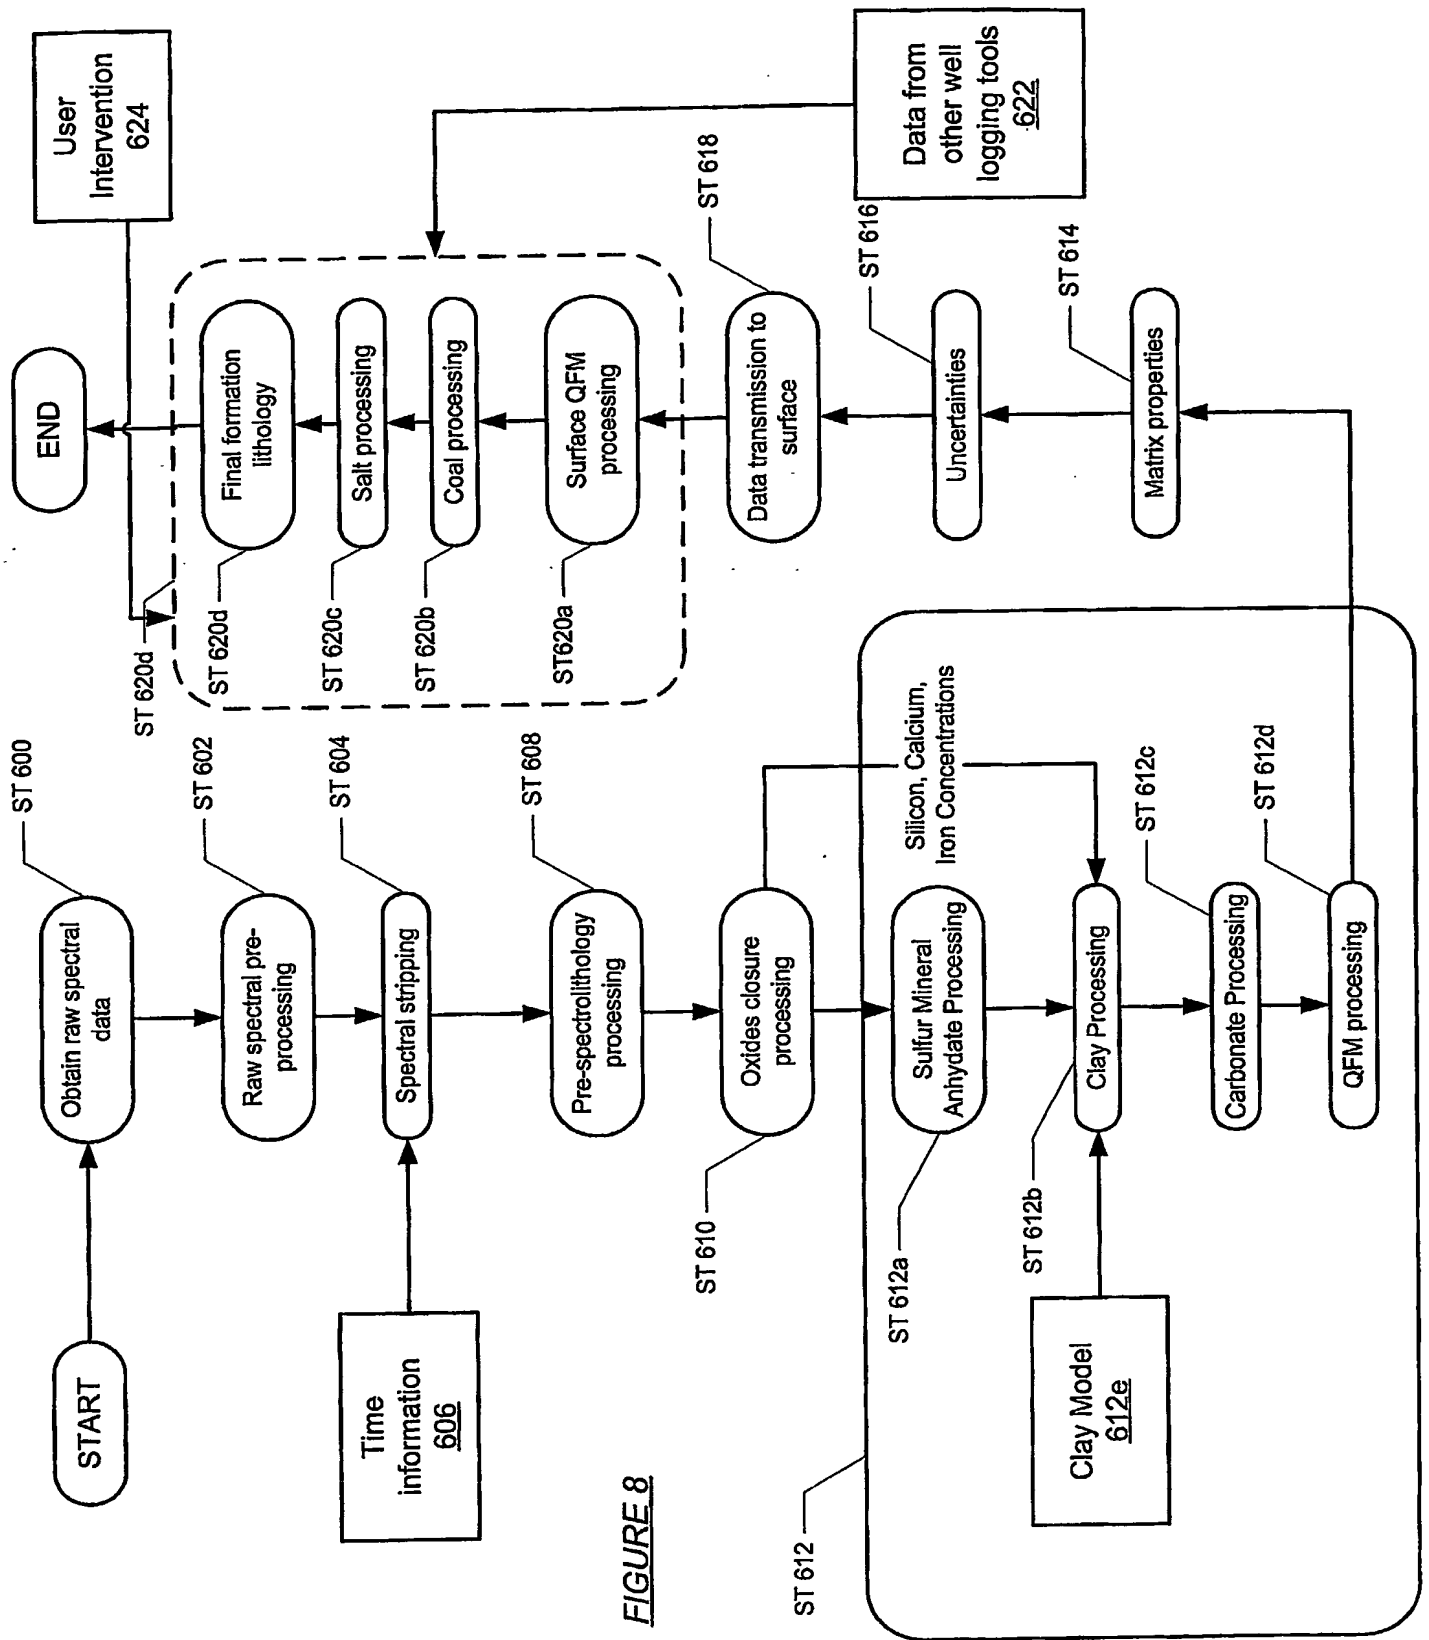 START
Obtain raw spectral
data
ST 600
Raw spectral pre-
processing
ST 602
Time
information
606
Spectral stripping
ST 604
Pre-spectrolithology
processing
ST 608
Oxides closure
processing
ST 610
Silicon, Calcium,
Iron Concentrations
ST 612
Sulfur Mineral
Anhydate Processing
ST 612a
Clay Model
612e
Clay Processing
ST 612b
Carbonate Processing
ST 612c
QFM processing
ST 612d
Matrix properties
ST 614
Uncertainties
ST 616
Data transmission to
surface
ST 618
Data from
other well
logging tools
622
Surface QFM
processing
ST620a
Coal processing
ST 620b
Salt processing
ST 620c
Final formation
lithology
ST 620d
ST 620d
User
Intervention
624
END
FIGURE 8